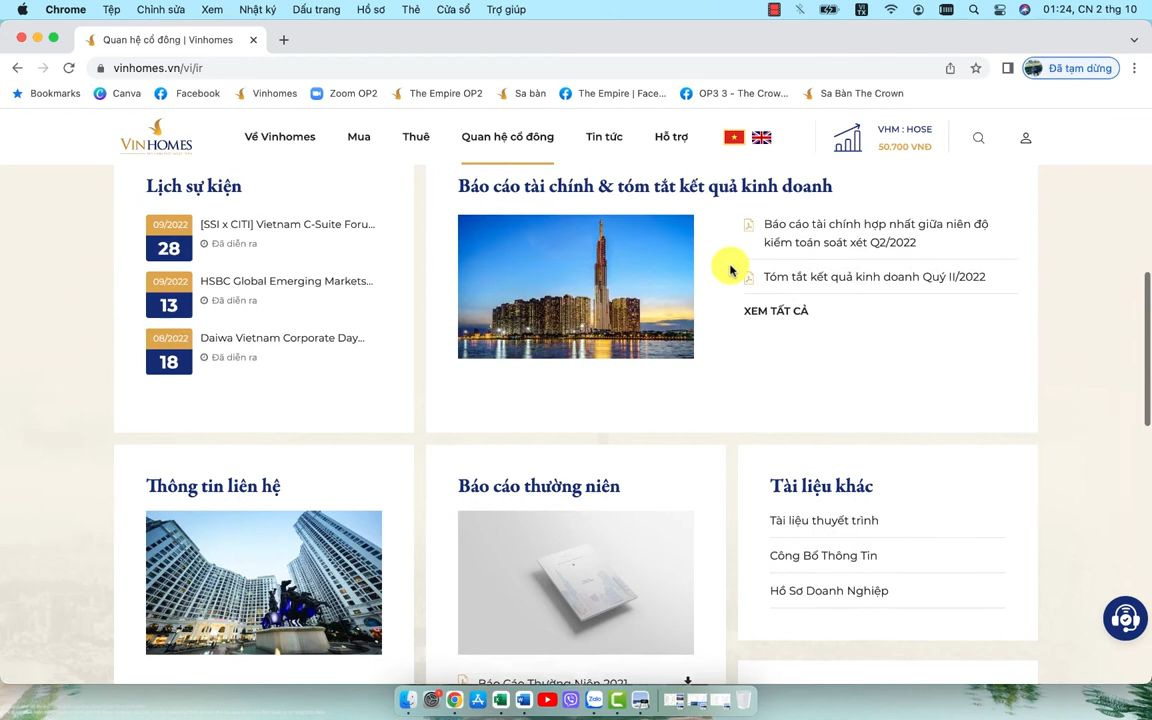 Chrome Tệp Chỉnh sửa Xem Nhật ký Dấu trang Hồ sơ Thẻ Cửa sổ Trợ giúp 01:24, CN 2 thg 10
Quan hệ cổ đông | Vinhomes
vinhomes.vn/vi/ir Đã tạm dừng
Bookmarks Canva Facebook Vinhomes Zoom OP2 The Empire OP2 Sa bàn The Empire | Face... OP3 3 - The Crow... Sa Bàn The Crown
VINHOMES Về Vinhomes Mua Thuê Quan hệ cổ đông Tin tức Hỗ trợ VHM : HOSE
50.700 VNĐ
Lịch sự kiện
09/2022
28
[SSI x CITI] Vietnam C-Suite Foru...
Đã diễn ra
09/2022
13
HSBC Global Emerging Markets...
Đã diễn ra
08/2022
18
Daiwa Vietnam Corporate Day...
Đã diễn ra
Báo cáo tài chính & tóm tắt kết quả kinh doanh
Báo cáo tài chính hợp nhất giữa niên độ
kiểm toán soát xét Q2/2022
Tóm tắt kết quả kinh doanh Quý II/2022
XEM TẤT CẢ
Thông tin liên hệ
Báo cáo thường niên
Báo Cáo Thường Niên 2021
Tài liệu khác
Tài liệu thuyết trình
Công Bố Thông Tin
Hồ Sơ Doanh Nghiệp
Zalo